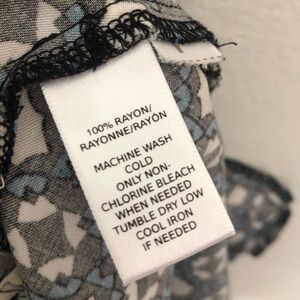 100% RAYON/
RAYONNE/RAYÓN
MACHINE WASH
COLD
ONLY NON-
CHLORINE BLEACH
WHEN NEEDED
TUMBLE DRY LOW
COOL IRON
IF NEEDED